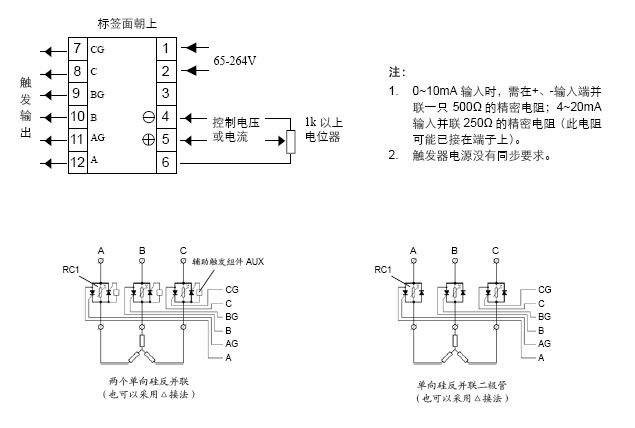 标签面朝上
7 CG 1
8 C 2
65-264V
9 BG 3
10 B ⊖ 4
11 AG ⊕ 5
12 A 6
触发输出
控制电压
或电流
1k 以上
电位器
注:
1. 0~10mA 输入时，需在+、-输入端并
联一只 500Ω 的精密电阻；4~20mA
输入并联 250Ω 的精密电阻（此电阻
可能已接在端子上）。
2. 触发器电源没有同步要求。
A B C
辅助触发组件 AUX
RC1
CG
C
BG
B
AG
A
两个单向硅反并联
（也可以采用△接法）
A B C
RC1
CG
C
BG
B
AG
A
单向硅反并联二极管
（也可以采用△接法）